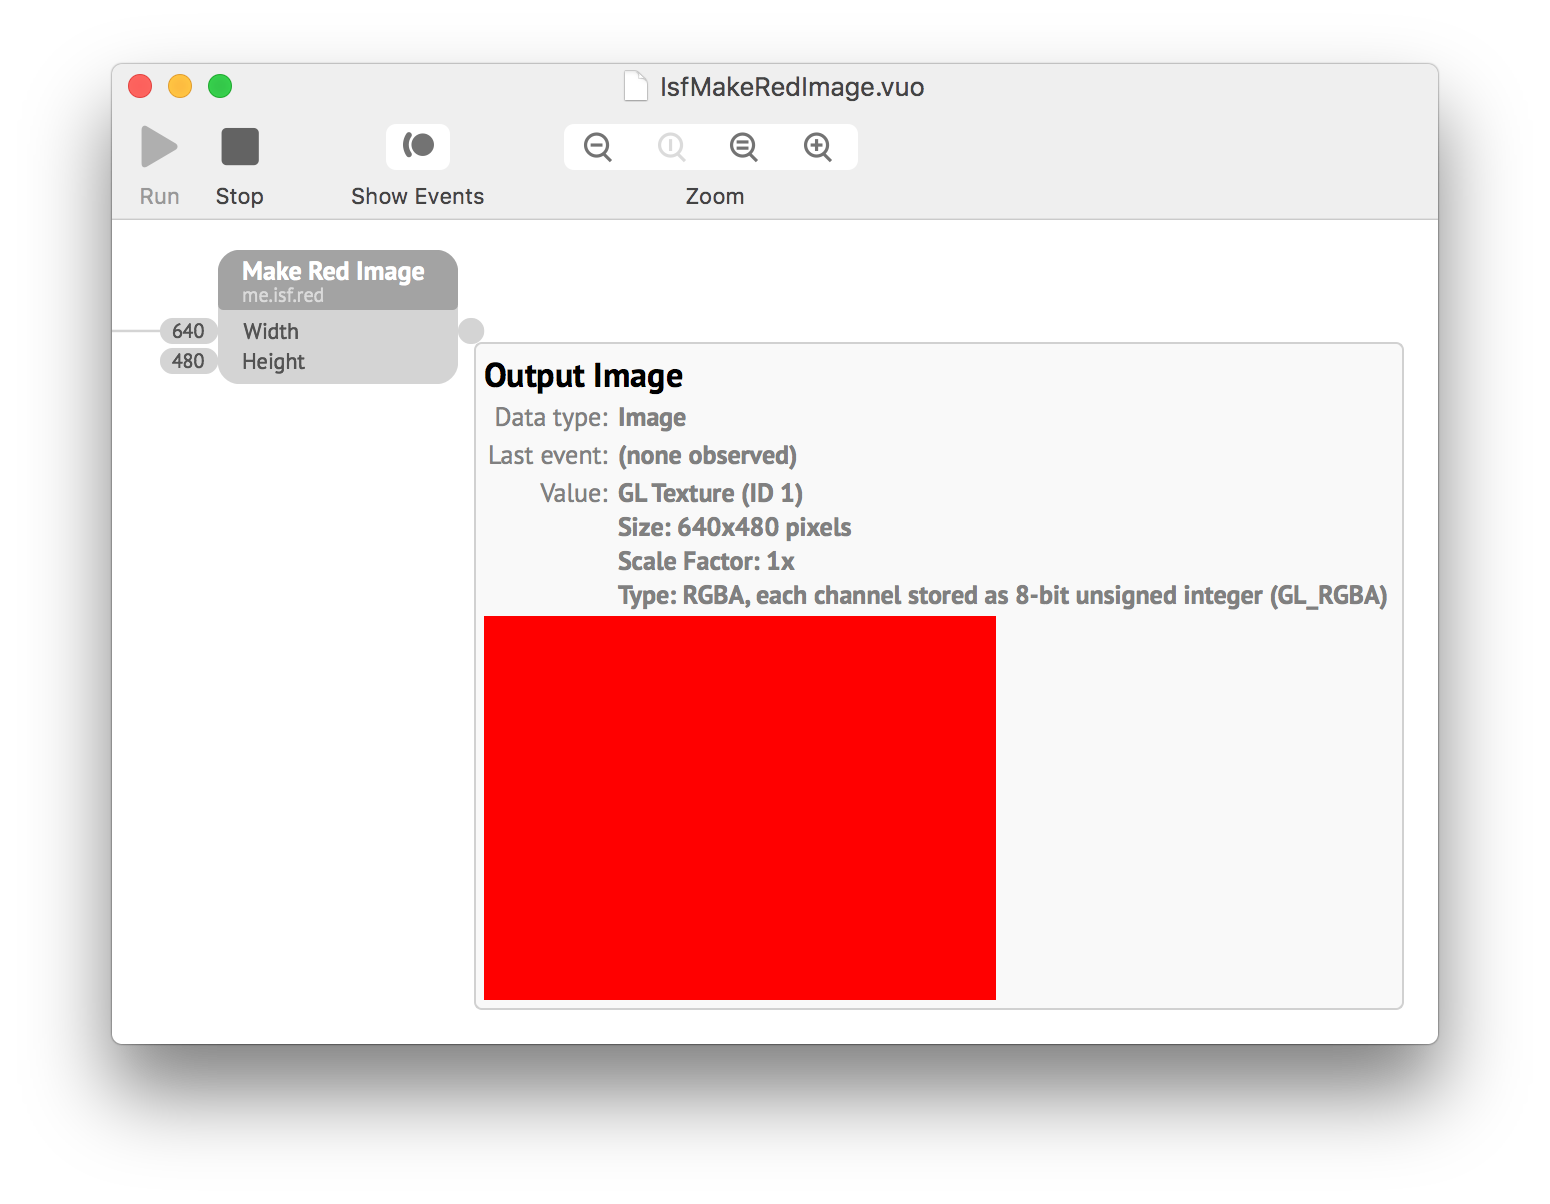 IsfMakeRedImage.vuo
Run
Stop
Show Events
Zoom
Make Red Image
me.isf.red
640 Width
480 Height
Output Image
Data type: Image
Last event: (none observed)
Value: GL Texture (ID 1)
Size: 640x480 pixels
Scale Factor: 1x
Type: RGBA, each channel stored as 8-bit unsigned integer (GL_RGBA)